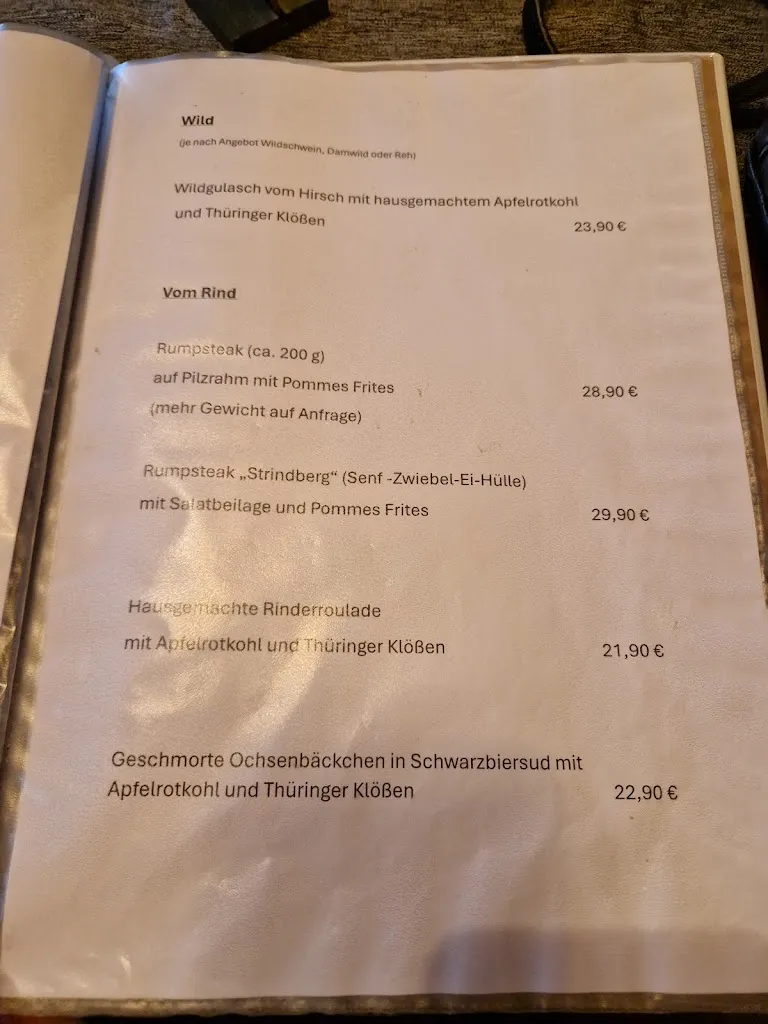 Wild
(je nach Angebot Wildschwein, Damwild oder Reh)
Wildgulasch vom Hirsch mit hausgemachtem Apfelrotkohl
und Thüringer Klößen 23,90 €
Vom Rind
Rumpsteak (ca. 200 g)
auf Pilzrahm mit Pommes Frites 28,90 €
(mehr Gewicht auf Anfrage)
Rumpsteak „Strindberg“ (Senf -Zwiebel-Ei-Hülle)
mit Salatbeilage und Pommes Frites 29,90 €
Hausgemachte Rinderroulade
mit Apfelrotkohl und Thüringer Klößen 21,90 €
Geschmorte Ochsenbäckchen in Schwarzbiersud mit
Apfelrotkohl und Thüringer Klößen 22,90 €